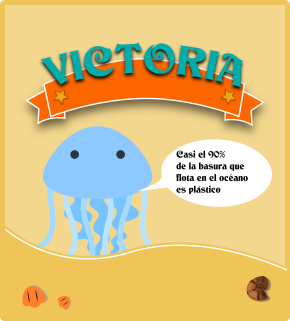 VICTORIA
Casi el 90%
de la basura que
flota en el océano
es plástico